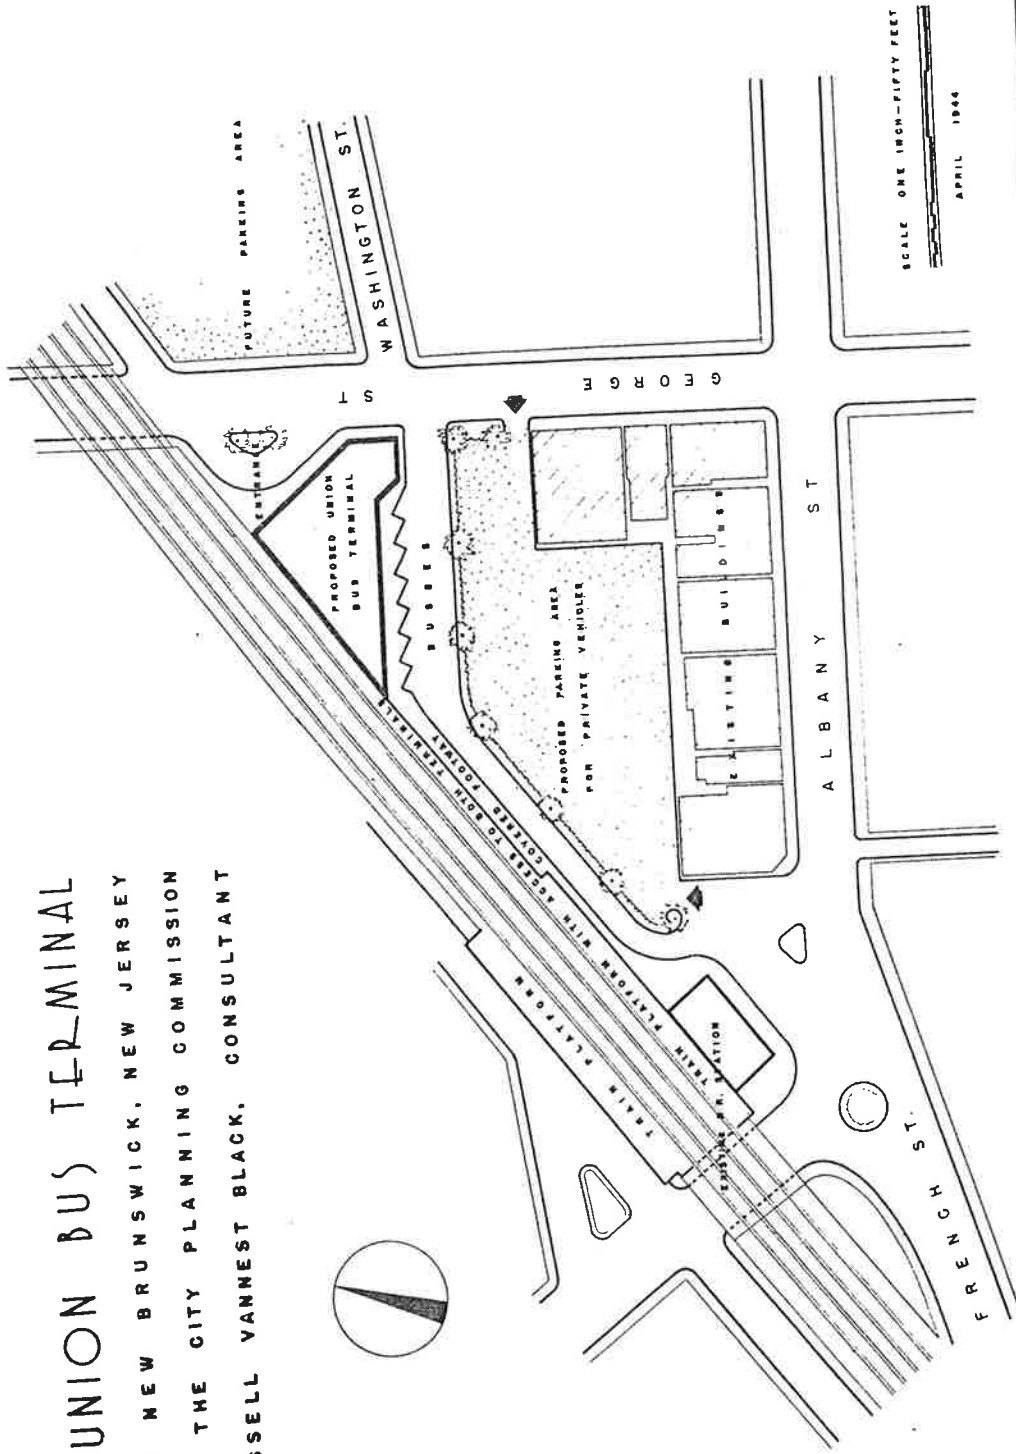 UNION BUS TERMINAL
NEW BRUNSWICK, NEW JERSEY
THE CITY PLANNING COMMISSION
SSELL VANNEST BLACK, CONSULTANT
FUTURE PARKING AREA
WASHINGTON ST.
GEORGE ST
ENTRANCE
PROPOSED UNION
BUS TERMINAL
BUSES
PROPOSED PARKING AREA
FOR PRIVATE VEHICLES
EXISTING BUILDINGS
ALBANY ST
COVERED FOOTWAY
TRAIN PLATFORM WITH ACCESS TO BOTH TERMINALS
TRAIN PLATFORM
EXISTING R.R. STATION
FRENCH ST.
SCALE ONE INCH-FIFTY FEET
APRIL 1944